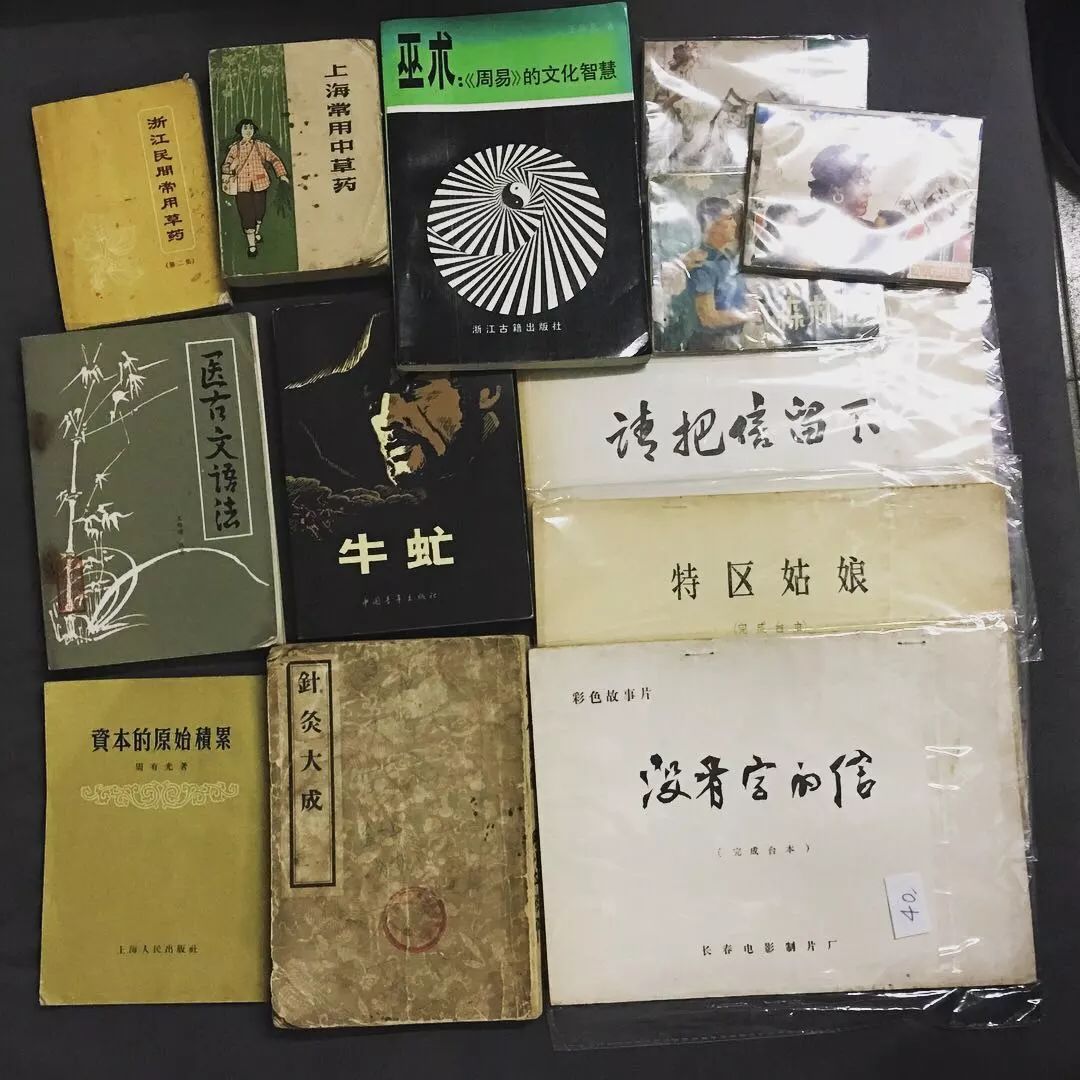 浙江民間常用草药
(第二集)
上海常用中草药
巫术:《周易》的文化智慧
浙江古籍出版社
医古文语法
牛虻
中国青年出版社
请把信留下
特区姑娘
資本的原始積累
周有光著
上海人民出版社
針灸大成
彩色故事片
没有字的信
(完成台本)
40,
长春电影制片厂